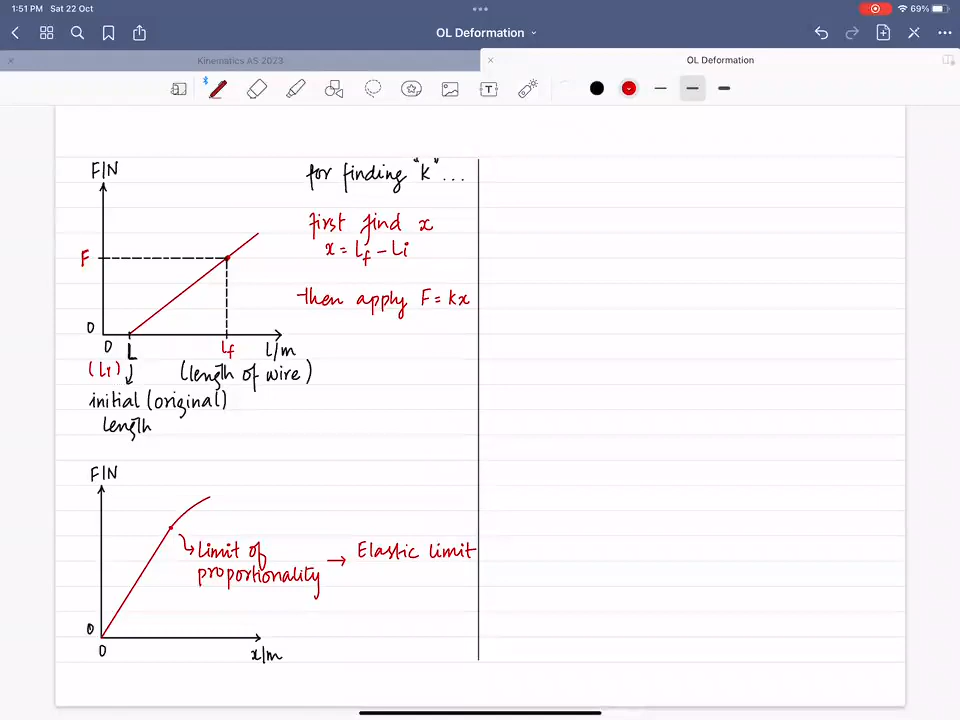 1:51 PM Sat 22 Oct
69%
OL Deformation
Kinematics AS 2023
OL Deformation
T
F/N
F
0
0
L
(Li)
Lf
l/m
(length of wire)
initial (original)
length
for finding "k"...
first find x
x = Lf - Li
then apply F = kx
F/N
0
0
x/m
Limit of
proportionality
→ Elastic limit